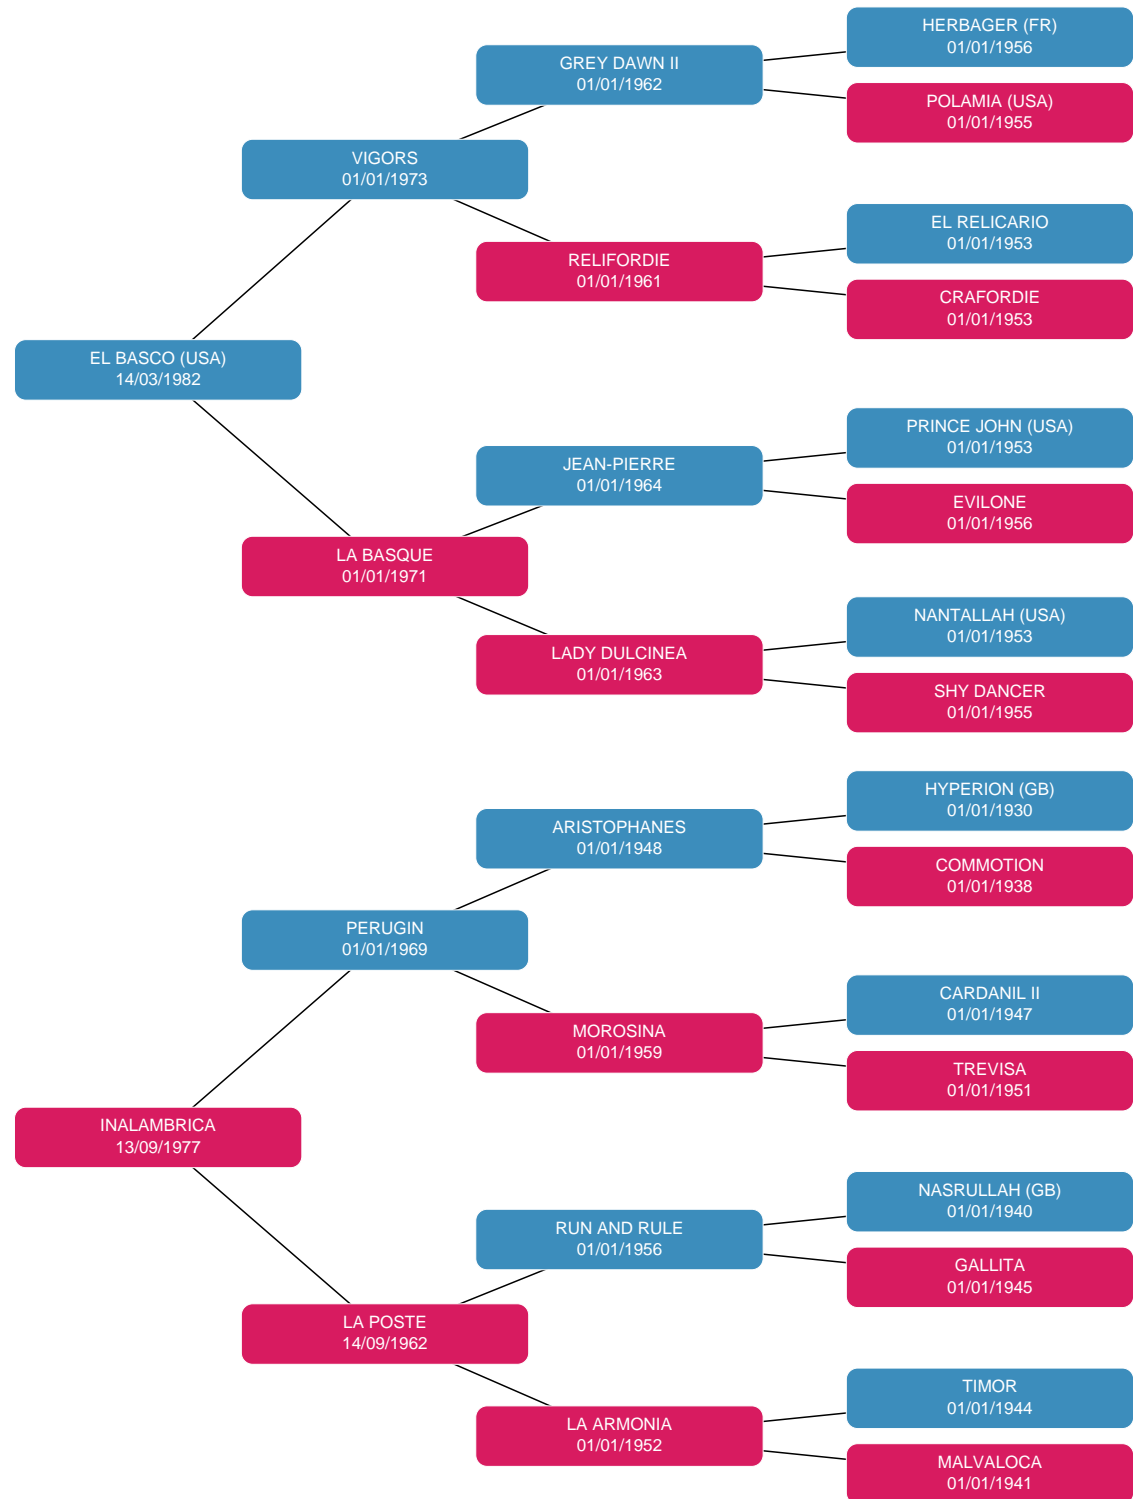 HERBAGER (FR)
01/01/1956
GREY DAWN II
01/01/1962
POLAMIA (USA)
01/01/1955
VIGORS
01/01/1973
EL RELICARIO
01/01/1953
RELIFORDIE
01/01/1961
CRAFORDIE
01/01/1953
EL BASCO (USA)
14/03/1982
PRINCE JOHN (USA)
01/01/1953
JEAN-PIERRE
01/01/1964
EVILONE
01/01/1956
LA BASQUE
01/01/1971
NANTALLAH (USA)
01/01/1953
LADY DULCINEA
01/01/1963
SHY DANCER
01/01/1955
HYPERION (GB)
01/01/1930
ARISTOPHANES
01/01/1948
COMMOTION
01/01/1938
PERUGIN
01/01/1969
CARDANIL II
01/01/1947
MOROSINA
01/01/1959
TREVISA
01/01/1951
INALAMBRICA
13/09/1977
NASRULLAH (GB)
01/01/1940
RUN AND RULE
01/01/1956
GALLITA
01/01/1945
LA POSTE
14/09/1962
TIMOR
01/01/1944
LA ARMONIA
01/01/1952
MALVALOCA
01/01/1941